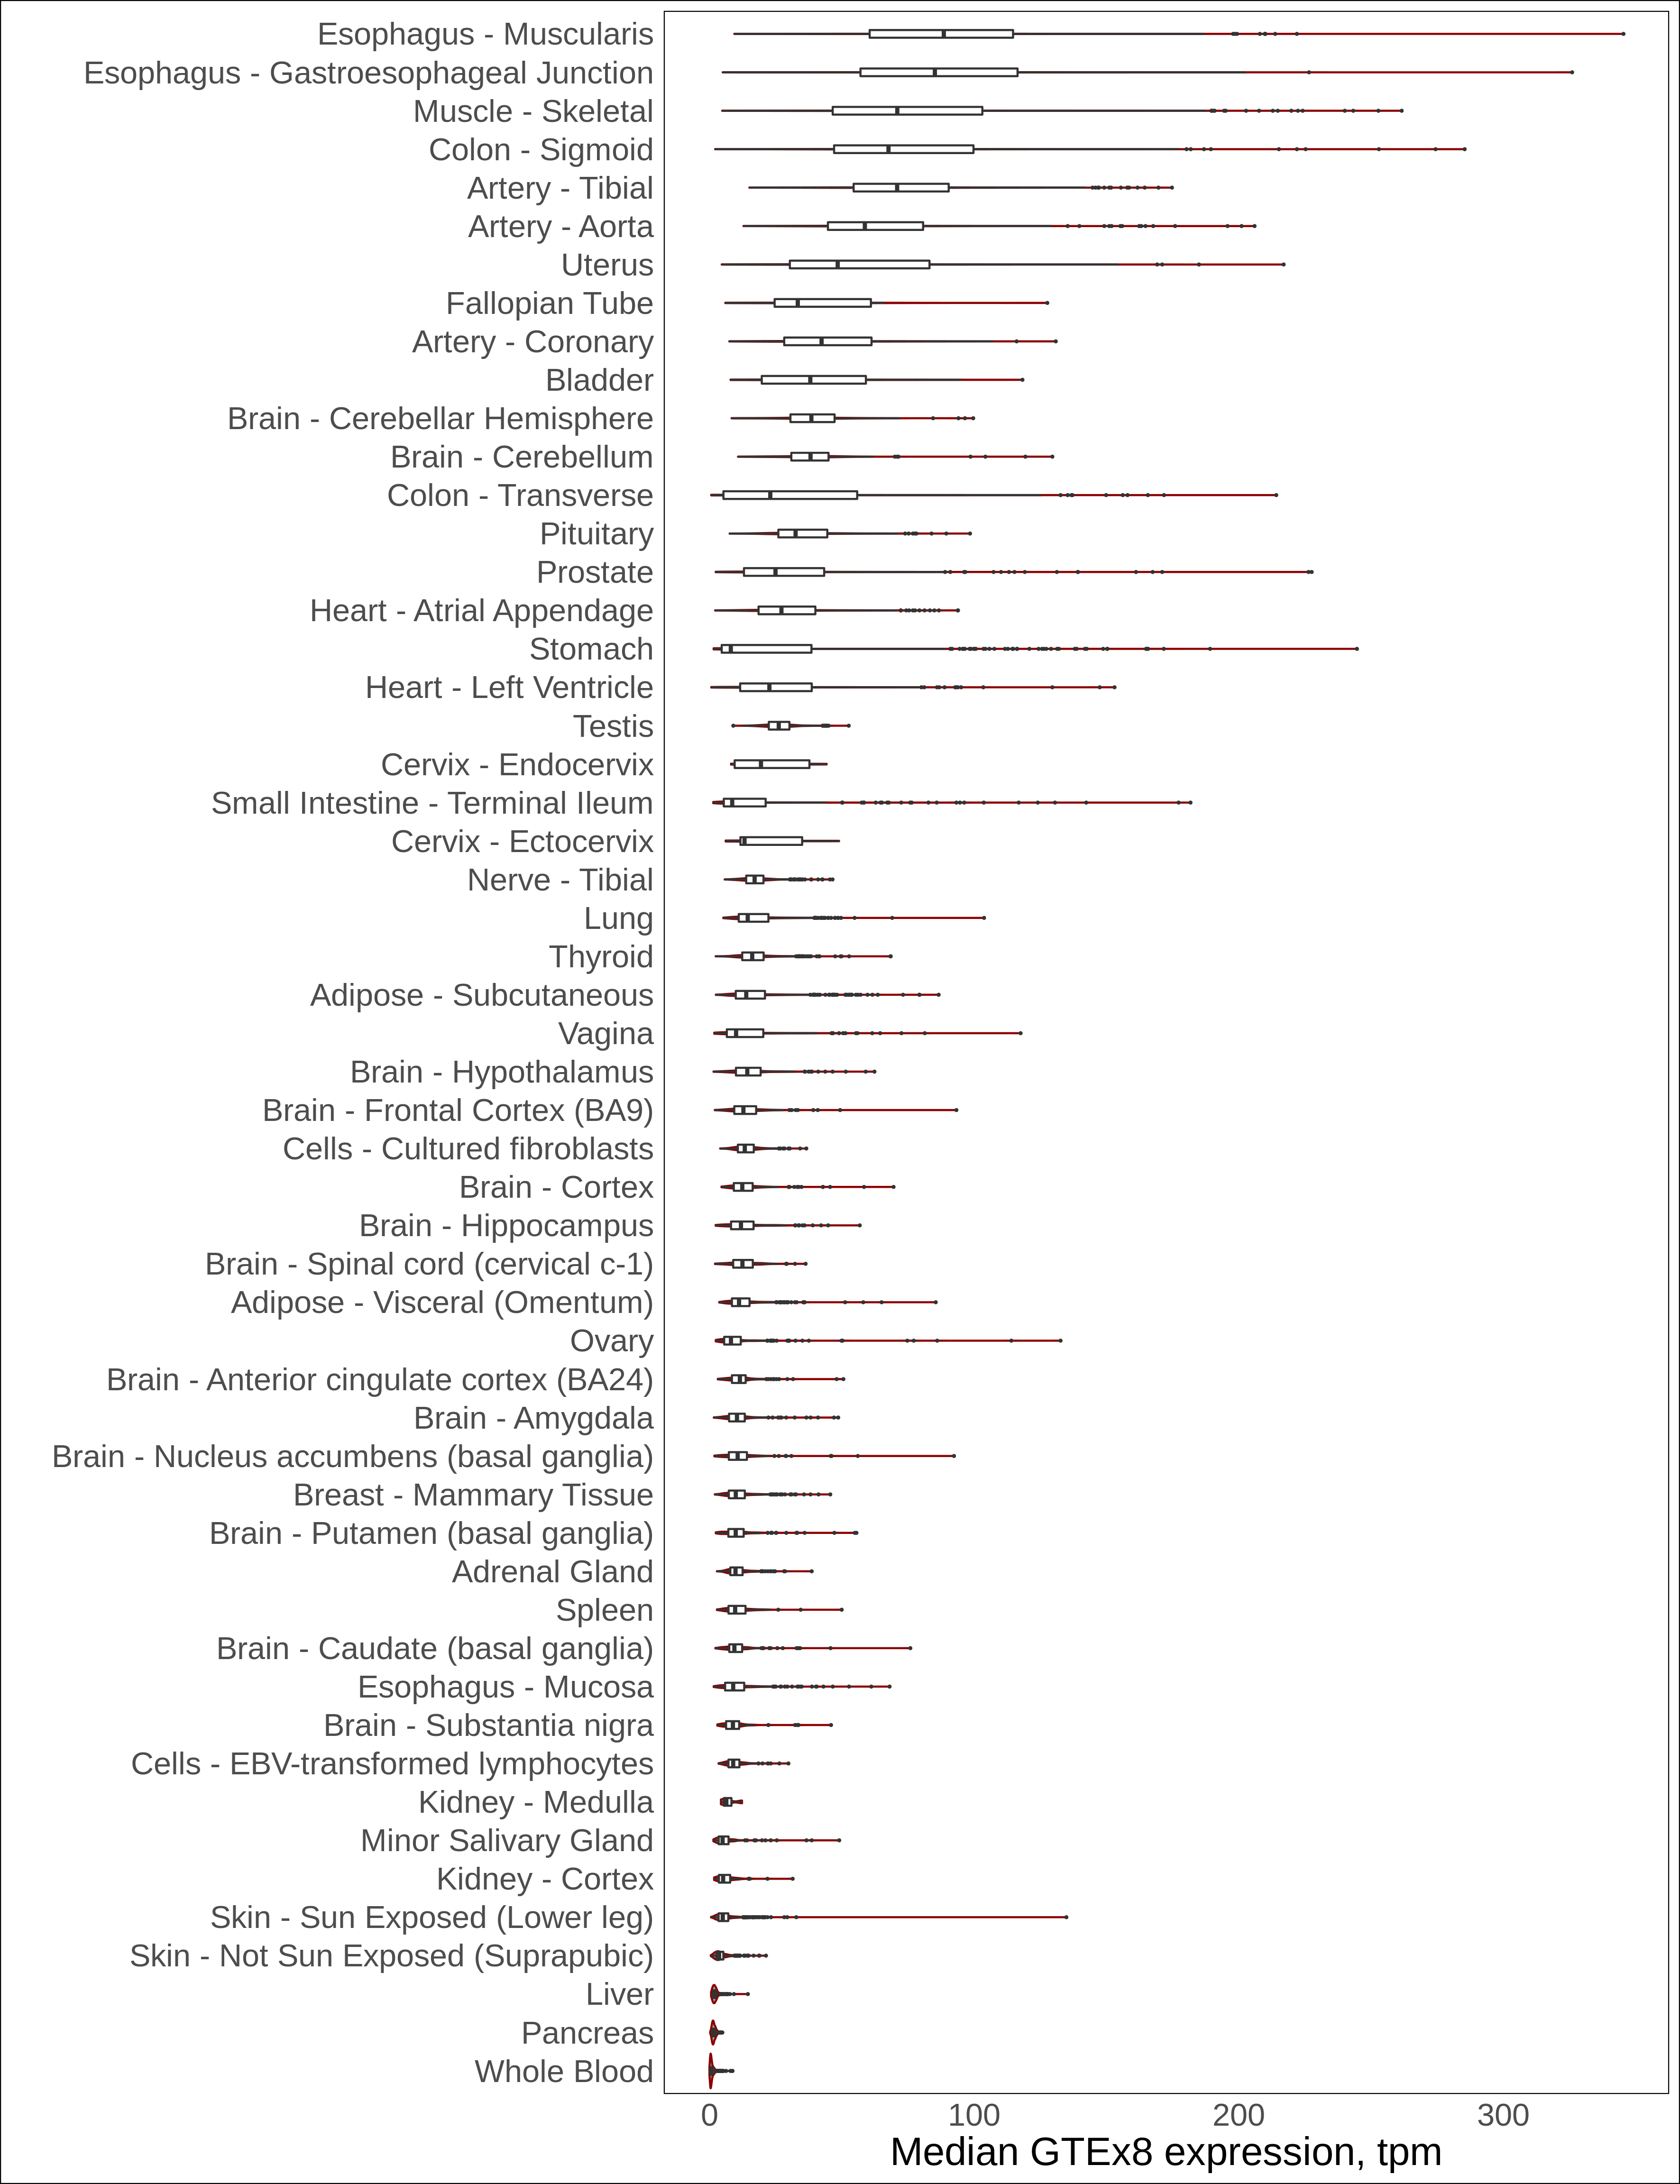 Esophagus - Muscularis
Esophagus - Gastroesophageal Junction
Muscle - Skeletal
Colon - Sigmoid
Artery - Tibial
Artery - Aorta
Uterus
Fallopian Tube
Artery - Coronary
Bladder
Brain - Cerebellar Hemisphere
Brain - Cerebellum
Colon - Transverse
Pituitary
Prostate
Heart - Atrial Appendage
Stomach
Heart - Left Ventricle
Testis
Cervix - Endocervix
Small Intestine - Terminal Ileum
Cervix - Ectocervix
Nerve - Tibial
Lung
Thyroid
Adipose - Subcutaneous
Vagina
Brain - Hypothalamus
Brain - Frontal Cortex (BA9)
Cells - Cultured fibroblasts
Brain - Cortex
Brain - Hippocampus
Brain - Spinal cord (cervical c-1)
Adipose - Visceral (Omentum)
Ovary
Brain - Anterior cingulate cortex (BA24)
Brain - Amygdala
Brain - Nucleus accumbens (basal ganglia)
Breast - Mammary Tissue
Brain - Putamen (basal ganglia)
Adrenal Gland
Spleen
Brain - Caudate (basal ganglia)
Esophagus - Mucosa
Brain - Substantia nigra
Cells - EBV-transformed lymphocytes
Kidney - Medulla
Minor Salivary Gland
Kidney - Cortex
Skin - Sun Exposed (Lower leg)
Skin - Not Sun Exposed (Suprapubic)
Liver
Pancreas
Whole Blood
0 100 200 300
Median GTEx8 expression, tpm